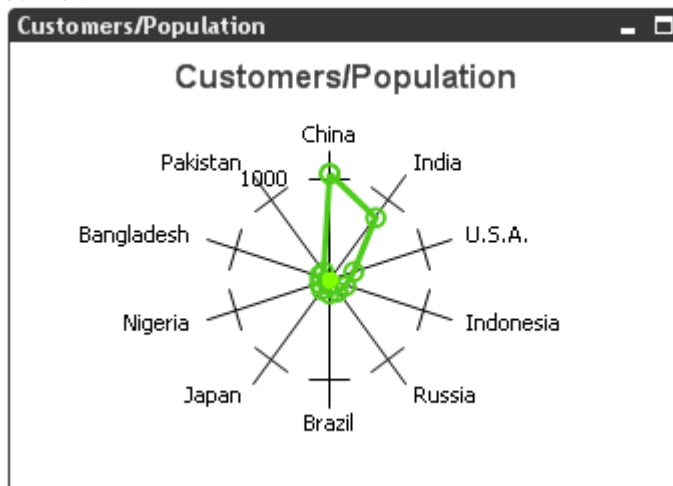 Customers/Population
Customers/Population
China
Pakistan
1000
India
Bangladesh
U.S.A.
Nigeria
Indonesia
Japan
Russia
Brazil